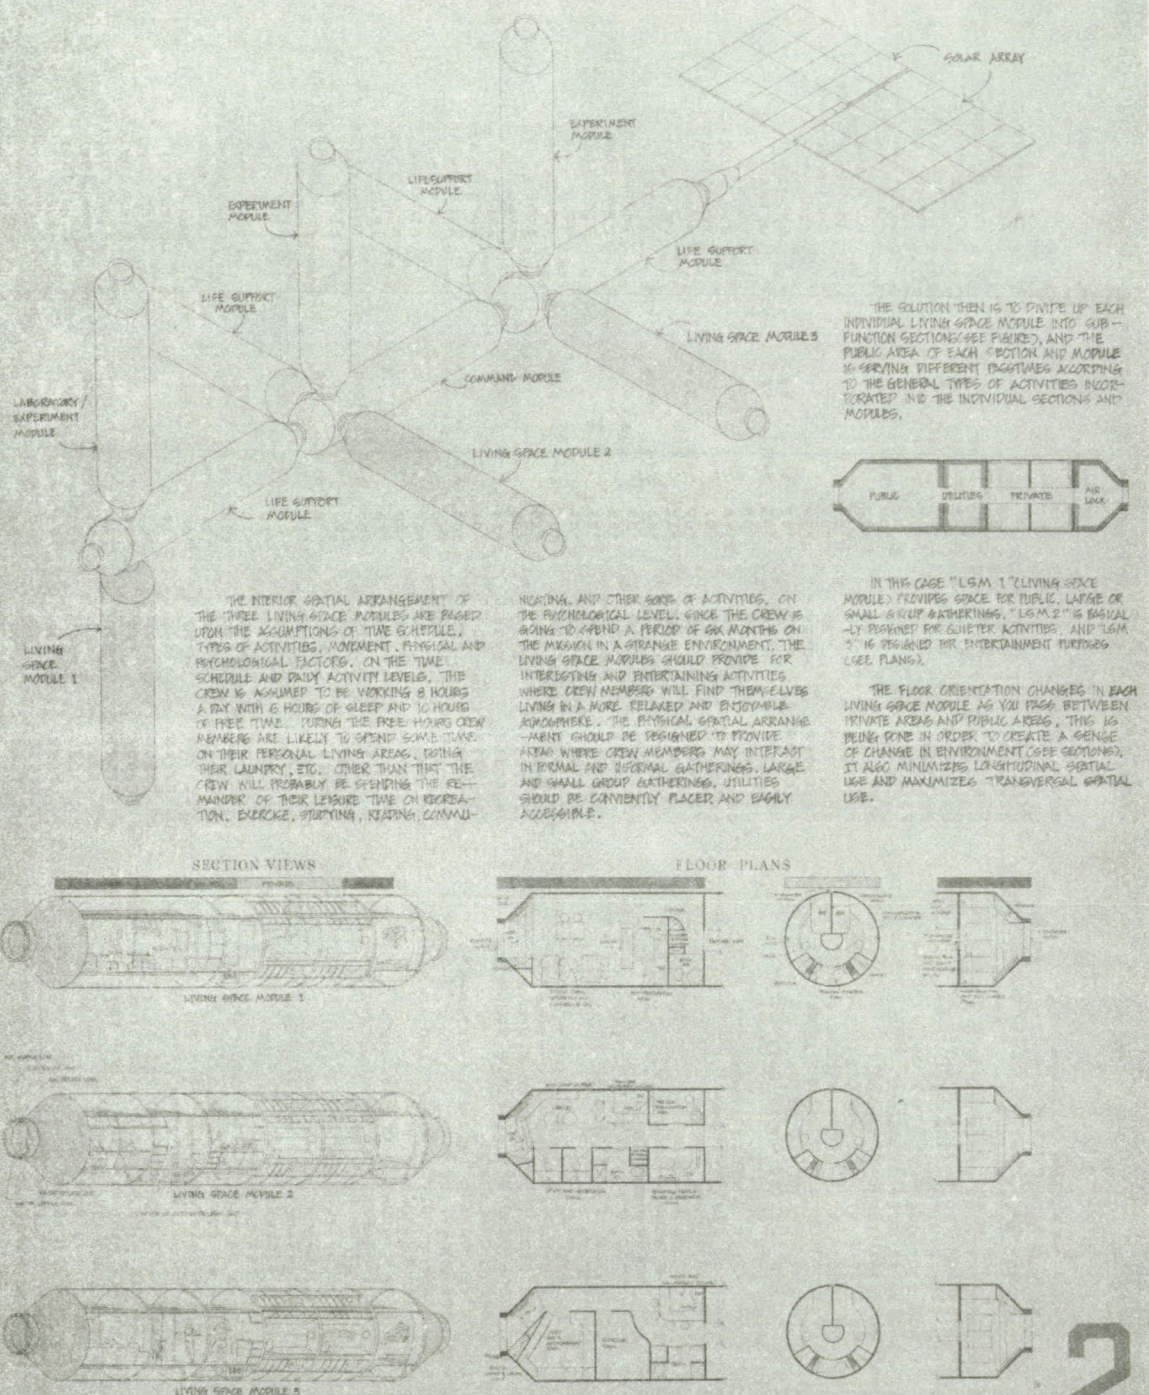 SOLAR ARRAY
EXPERIMENT
MODULE
LIFESUPPORT
MODULE
EXPERIMENT
MODULE
LIFE SUPPORT
MODULE
LIFE SUPPORT
MODULE
LIVING SPACE MODULE 3
COMMAND MODULE
LABORATORY/
EXPERIMENT
MODULE
LIVING SPACE MODULE 2
LIFE SUPPORT
MODULE
LIVING
SPACE
MODULE 1
THE SOLUTION THEN IS TO DIVIDE UP EACH
INDIVIDUAL LIVING SPACE MODULE INTO SUB-
FUNCTION SECTIONS(SEE FIGURE), AND THE
PUBLIC AREA OF EACH SECTION AND MODULE
IS SERVING DIFFERENT PASSTIMES ACCORDING
TO THE GENERAL TYPES OF ACTIVITIES INCOR-
PORATED INTO THE INDIVIDUAL SECTIONS AND
MODULES.
PUBLIC
UTILITIES
PRIVATE
AIR
LOCK
THE INTERIOR SPATIAL ARRANGEMENT OF
THE THREE LIVING SPACE MODULES ARE BASED
UPON THE ASSUMPTIONS OF TIME SCHEDULE,
TYPES OF ACTIVITIES, MOVEMENT, PHYSICAL AND
PSYCHOLOGICAL FACTORS. ON THE TIME
SCHEDULE AND DAILY ACTIVITY LEVELS, THE
CREW IS ASSUMED TO BE WORKING 8 HOURS
A DAY WITH 6 HOURS OF SLEEP AND 10 HOURS
OF FREE TIME. DURING THE FREE HOURS CREW
MEMBERS ARE LIKELY TO SPEND SOME TIME
ON THEIR PERSONAL LIVING AREAS, DOING
THEIR LAUNDRY, ETC. OTHER THAN THAT THE
CREW WILL PROBABLY BE SPENDING THE RE-
MAINDER OF THEIR LEISURE TIME ON RECREA-
TION, EXERCISE, STUDYING, READING, COMMU-
NICATING, AND OTHER SORTS OF ACTIVITIES. ON
THE PSYCHOLOGICAL LEVEL, SINCE THE CREW IS
GOING TO SPEND A PERIOD OF SIX MONTHS ON
THE MISSION IN A STRANGE ENVIRONMENT, THE
LIVING SPACE MODULES SHOULD PROVIDE FOR
INTERESTING AND ENTERTAINING ACTIVITIES
WHERE CREW MEMBERS WILL FIND THEMSELVES
LIVING IN A MORE RELAXED AND ENJOYABLE
ATMOSPHERE. THE PHYSICAL SPATIAL ARRANGE
-MENT SHOULD BE DESIGNED TO PROVIDE
AREAS WHERE CREW MEMBERS MAY INTERACT
IN FORMAL AND INFORMAL GATHERINGS, LARGE
AND SMALL GROUP GATHERINGS. UTILITIES
SHOULD BE CONVIENTLY PLACED AND EASILY
ACCESSIBLE.
IN THIS CASE "LSM 1"(LIVING SPACE
MODULE) PROVIDES SPACE FOR PUBLIC, LARGE OR
SMALL GROUP GATHERINGS. "LSM 2" IS BASICAL
-LY DESIGNED FOR QUIETER ACTIVITIES, AND "LSM
3" IS DESIGNED FOR ENTERTAINMENT PURPOSES
(SEE PLANS).
THE FLOOR ORIENTATION CHANGES IN EACH
LIVING SPACE MODULE AS YOU PASS BETWEEN
PRIVATE AREAS AND PUBLIC AREAS, THIS IS
BEING DONE IN ORDER TO CREATE A SENSE
OF CHANGE IN ENVIRONMENT (SEE SECTIONS).
IT ALSO MINIMIZES LONGITUDINAL SPATIAL
USE AND MAXIMIZES TRANSVERSAL SPATIAL
USE.
SECTION VIEWS
FLOOR PLANS
LIVING SPACE MODULE 1
LIVING SPACE MODULE 2
LIVING SPACE MODULE 3
2